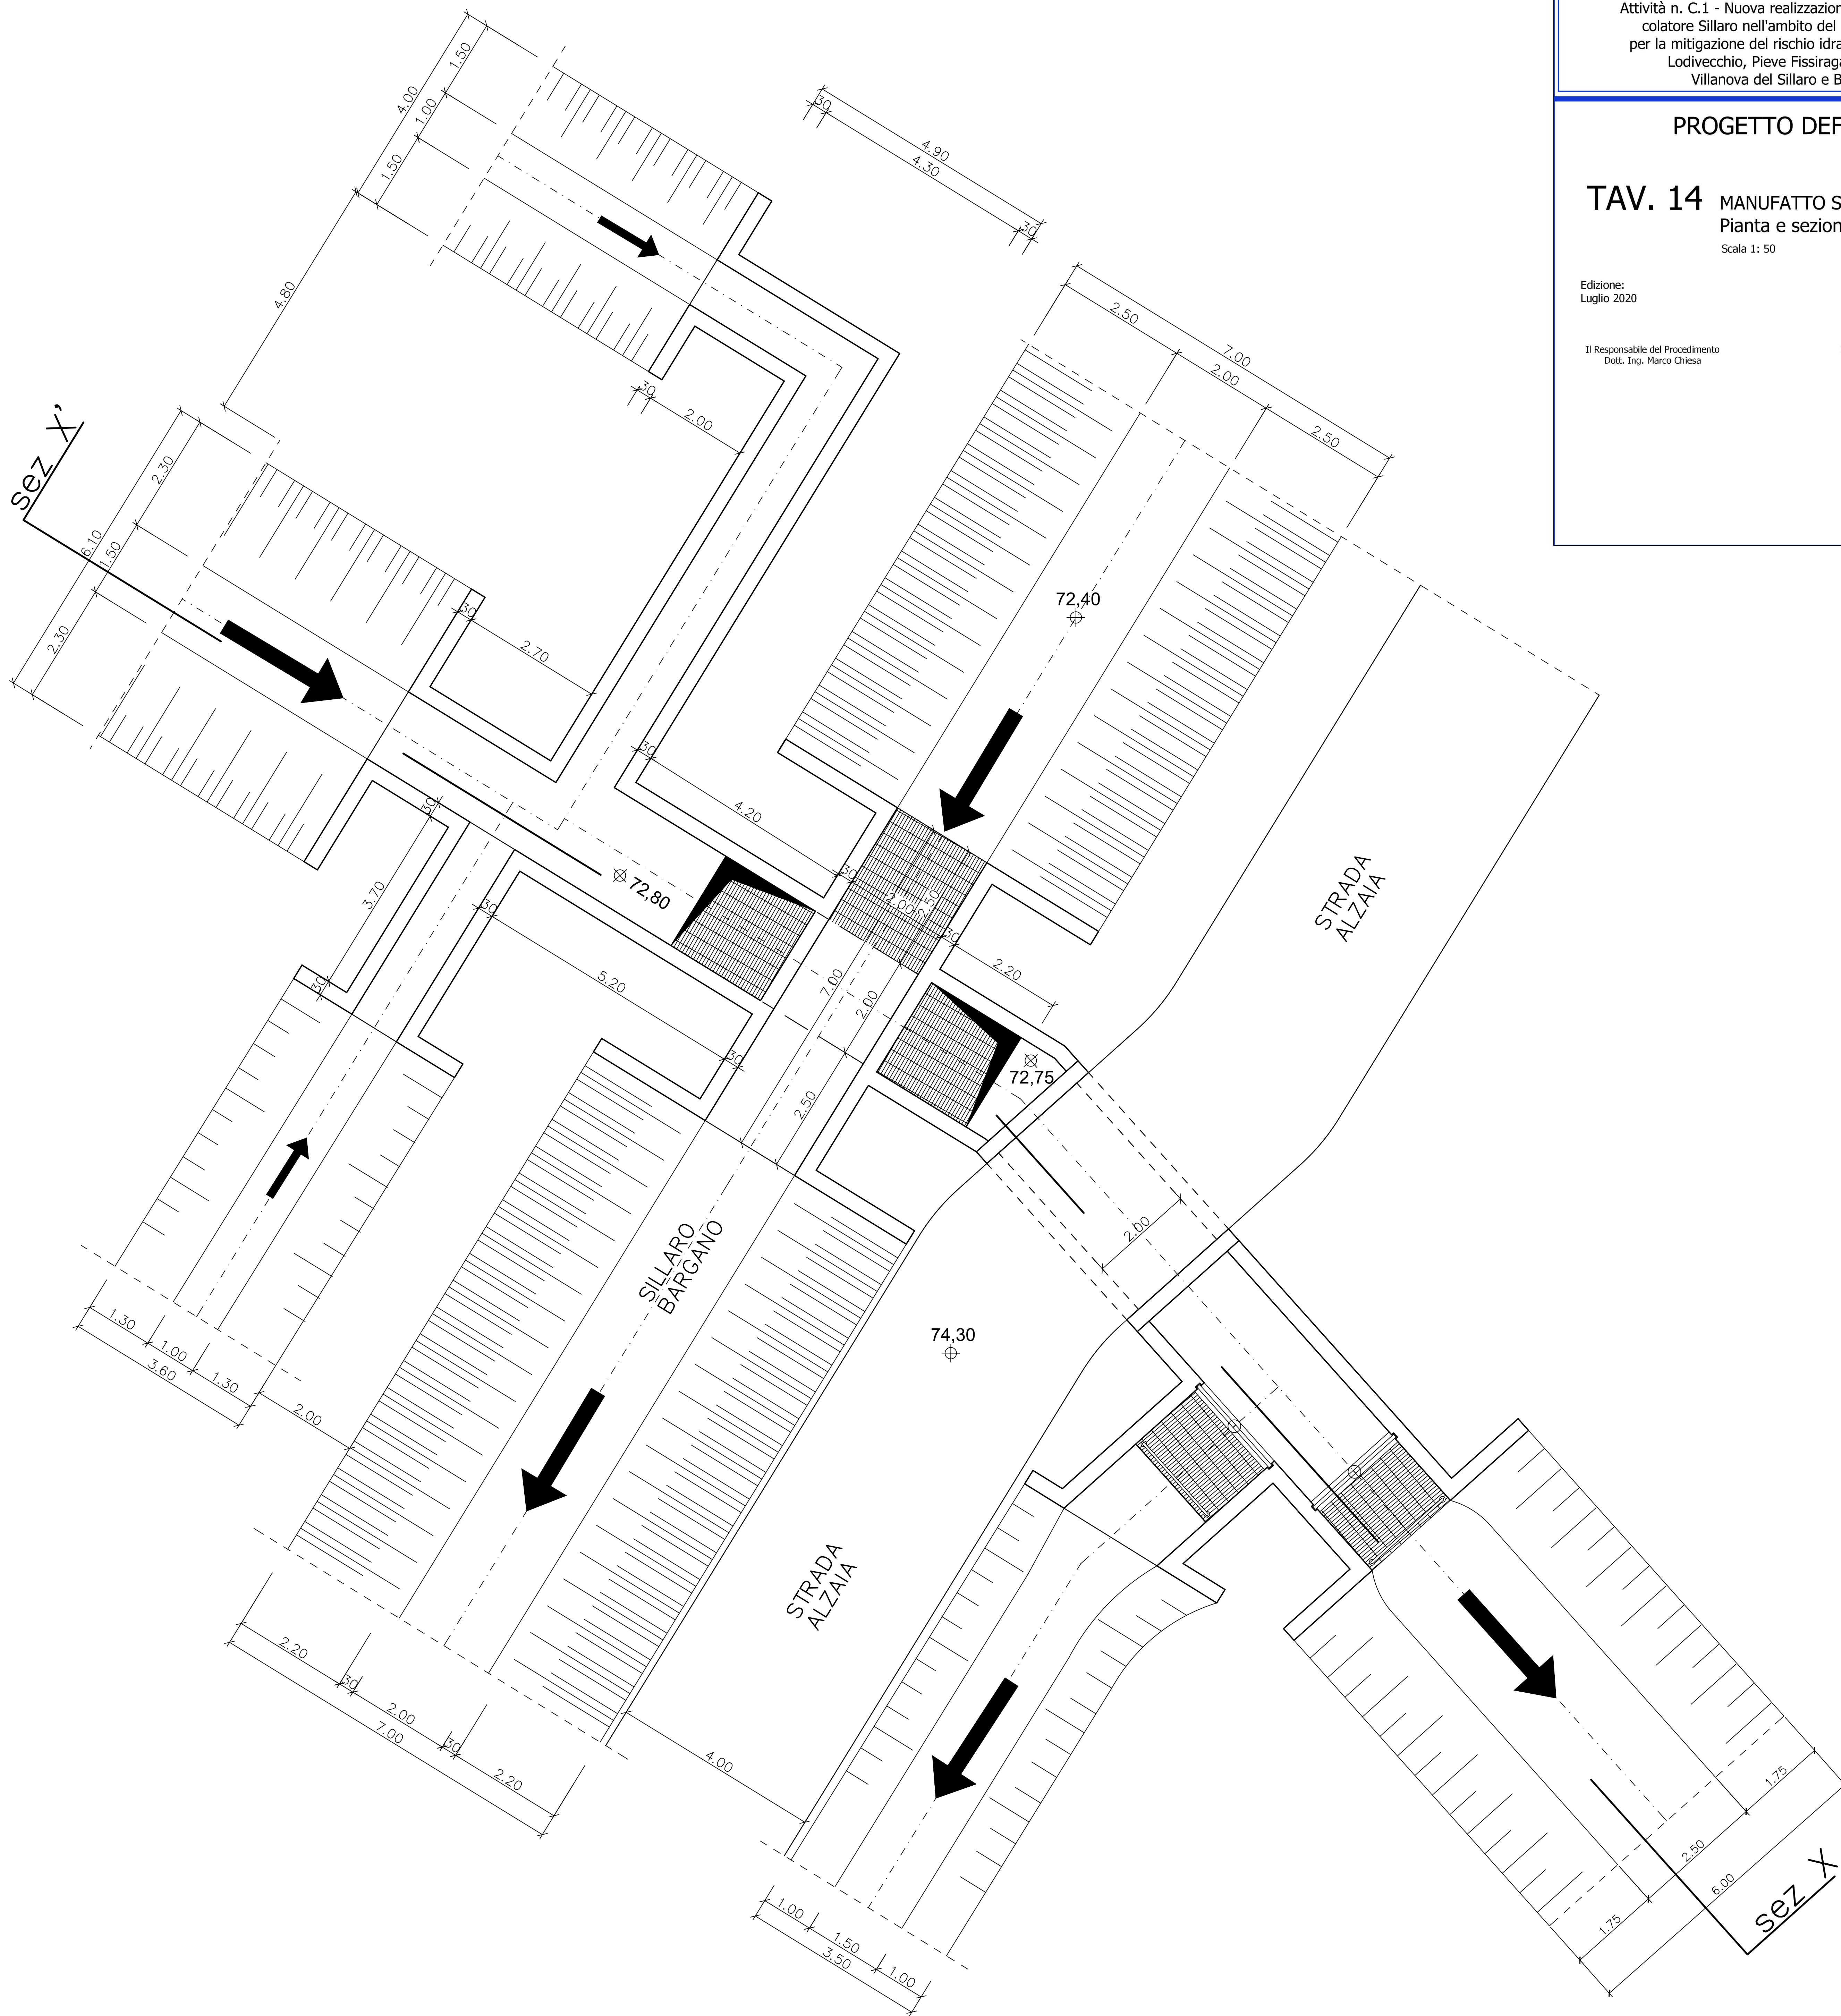 Attività n. C.1 - Nuova realizzazion
colatore Sillaro nell'ambito del
per la mitigazione del rischio idra
Lodivecchio, Pieve Fissirag
Villanova del Sillaro e B
PROGETTO DEF
TAV. 14
MANUFATTO S
Pianta e sezion
Scala 1: 50
Edizione:
Luglio 2020
Il Responsabile del Procedimento
Dott. Ing. Marco Chiesa
1.50
4.00
1.00
1.50
4.80
30
4.90
4.30
30
2.50
7.00
2.00
2.50
30
2.00
sez X'
2.30
6.10
1.50
2.30
30
2.70
72,40
30
4.20
30
3.70
30
72,80
30
2.00
2.50
30
2.20
30
5.20
30
7.00
2.00
2.50
72,75
STRADA
ALZAIA
2.00
SILLARO
BARGANO
74,30
1.30
1.00
3.60
1.30
2.00
STRADA
ALZAIA
2.20
30
2.00
7.00
30
2.20
4.00
1.00
1.50
3.50
1.00
1.75
2.50
6.00
1.75
sez X